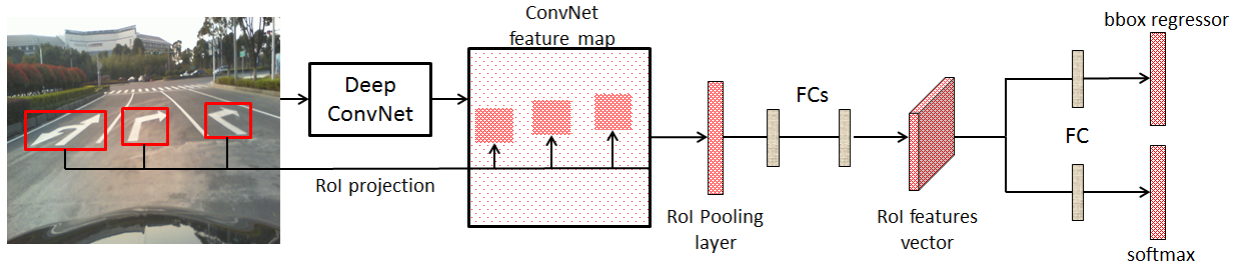 ConvNet
feature map
bbox regressor
Deep
ConvNet
FCs
FC
RoI projection
RoI Pooling
layer
RoI features
vector
softmax